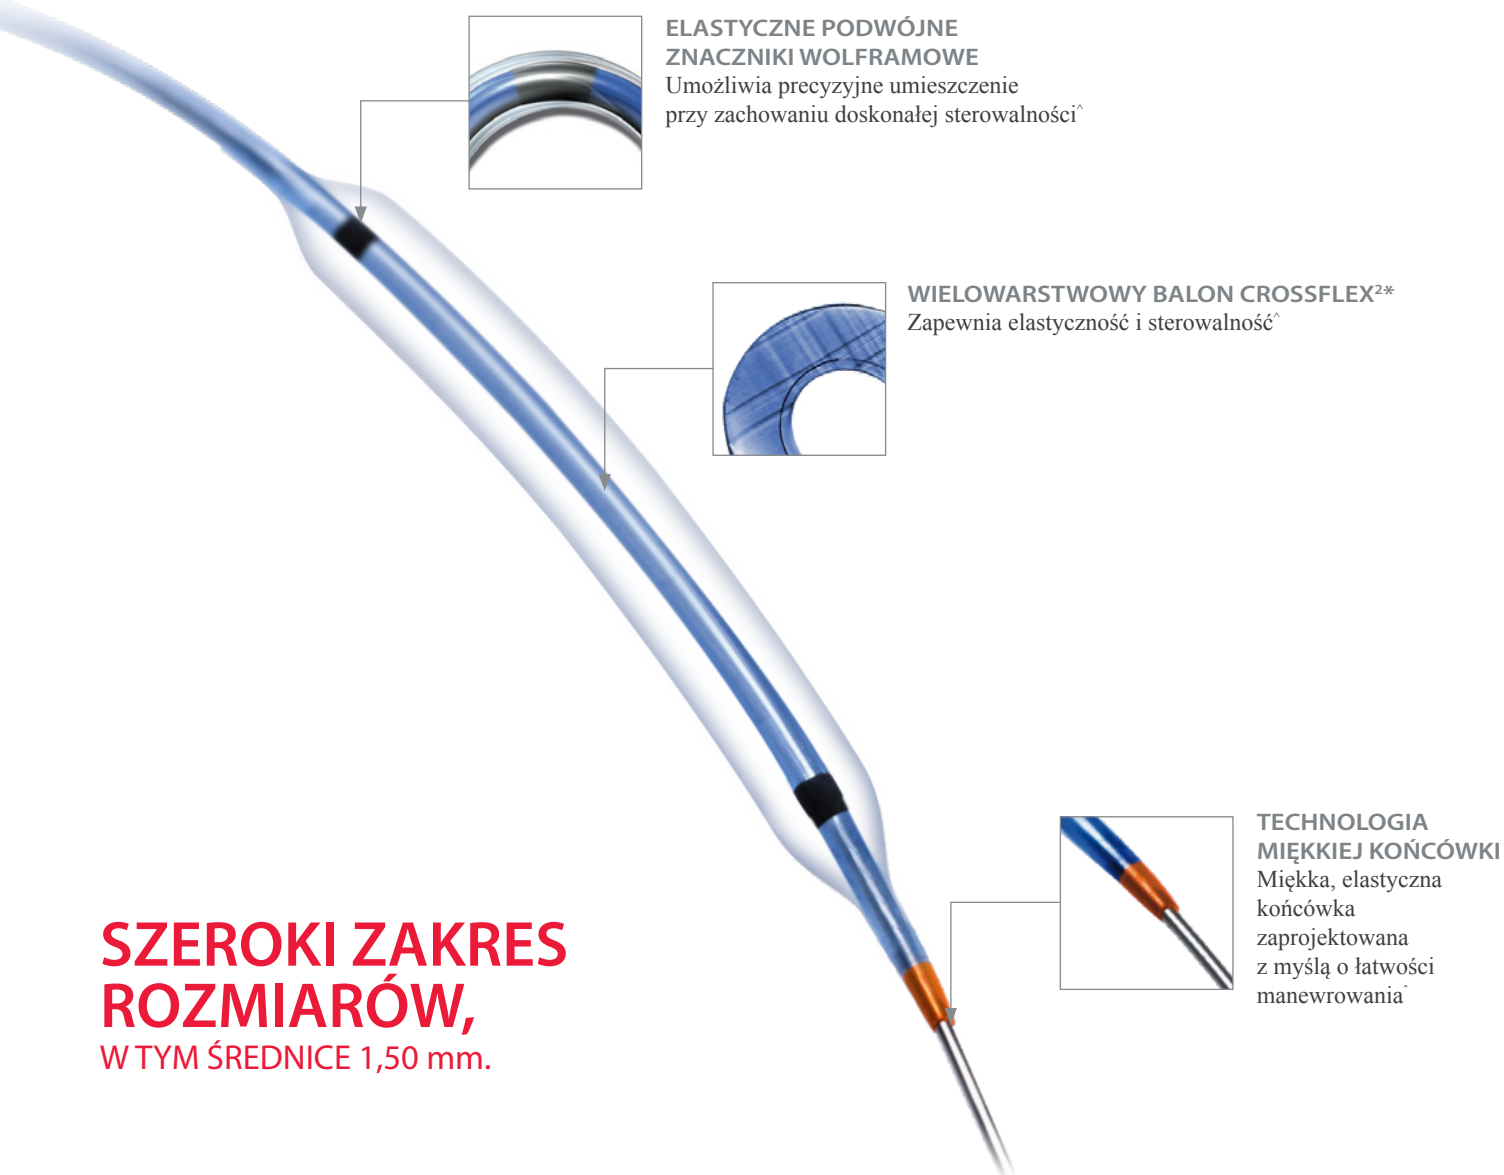 ELASTYCZNE PODWÓJNE
ZNACZNIKI WOLFRAMOWE
Umożliwia precyzyjne umieszczenie
przy zachowaniu doskonałej sterowalności^
WIELOWARSTWOWY BALON CROSSFLEX²*
Zapewnia elastyczność i sterowalność^
TECHNOLOGIA
MIĘKKIEJ KOŃCÓWKI
Miękka, elastyczna
końcówka
zaprojektowana
z myślą o łatwości
manewrowania^
SZEROKI ZAKRES
ROZMIARÓW,
W TYM ŚREDNICE 1,50 mm.